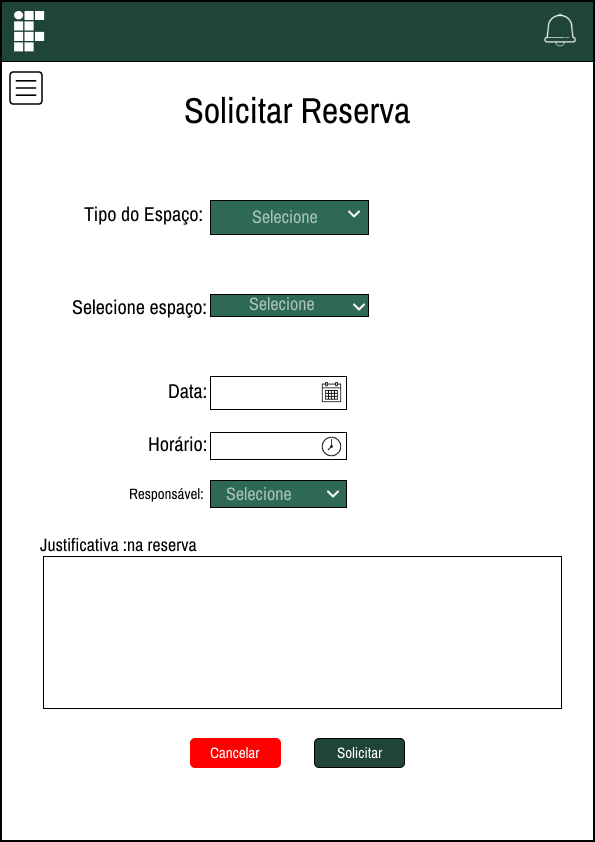 Solicitar Reserva
Tipo do Espaço: Selecione
Selecione espaço: Selecione
Data:
Horário:
Responsável: Selecione
Justificativa :na reserva
Cancelar Solicitar